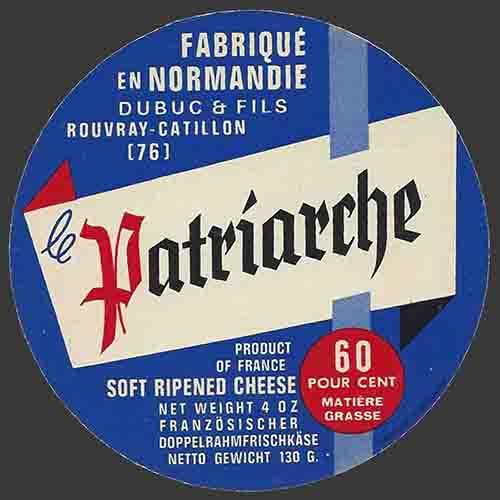 FABRIQUÉ
EN NORMANDIE
DUBUC & FILS
ROUVRAY-CATILLON
(76)
le Patriarche
PRODUCT
OF FRANCE
SOFT RIPENED CHEESE
NET WEIGHT 4 OZ
FRANZÖSISCHER
DOPPELRAHMFRISCHKÄSE
NETTO GEWICHT 130 G.
60
POUR CENT
MATIÈRE
GRASSE